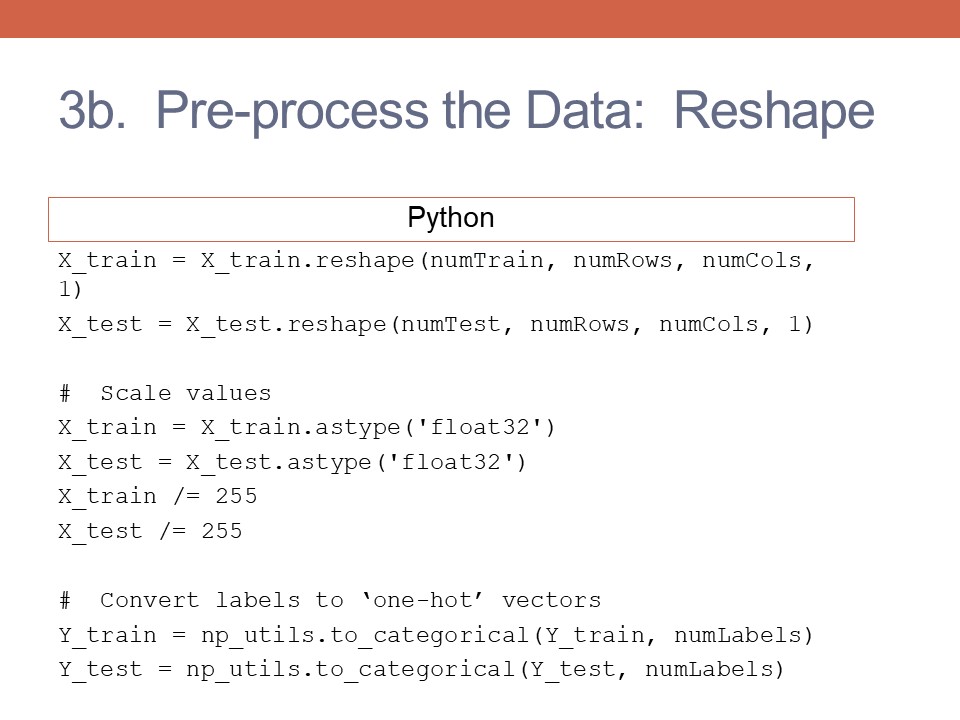 3b.  Pre-process the Data:  Reshape
Python
X_train = X_train.reshape(numTrain, numRows, numCols,
1)
X_test = X_test.reshape(numTest, numRows, numCols, 1)
#  Scale values
X_train = X_train.astype('float32')
X_test = X_test.astype('float32')
X_train /= 255
X_test /= 255
#  Convert labels to ‘one-hot’ vectors
Y_train = np_utils.to_categorical(Y_train, numLabels)
Y_test = np_utils.to_categorical(Y_test, numLabels)